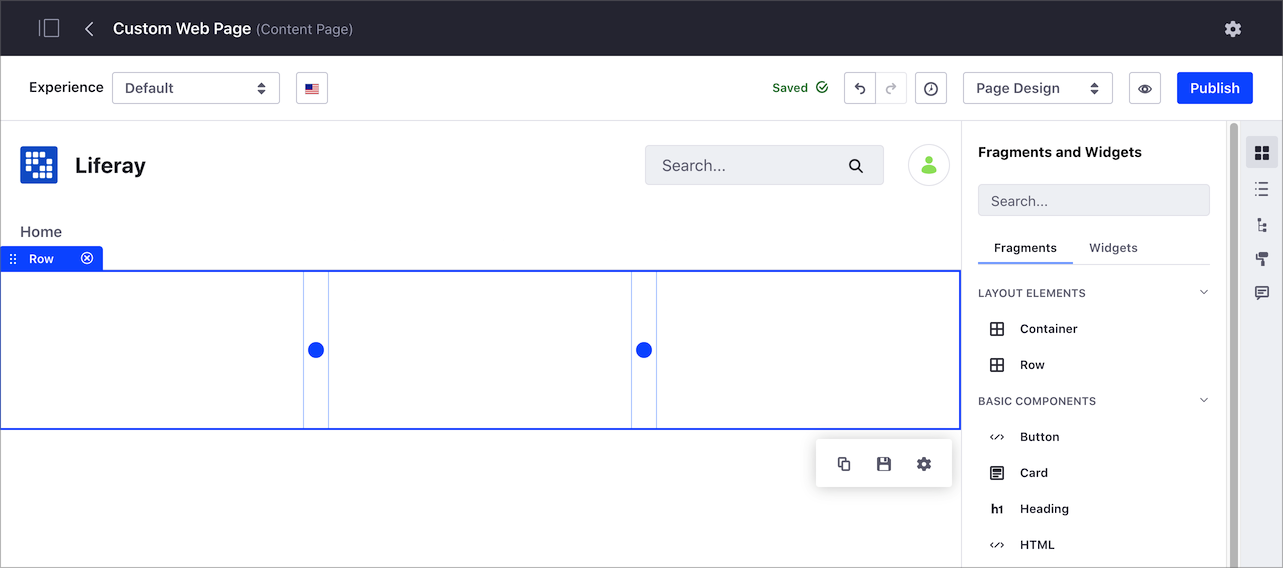 Custom Web Page (Content Page)
Experience Default Saved Page Design Publish
Liferay
Search...
Home
Row
Fragments and Widgets
Search...
Fragments Widgets
LAYOUT ELEMENTS
Container
Row
BASIC COMPONENTS
Button
Card
h1 Heading
HTML